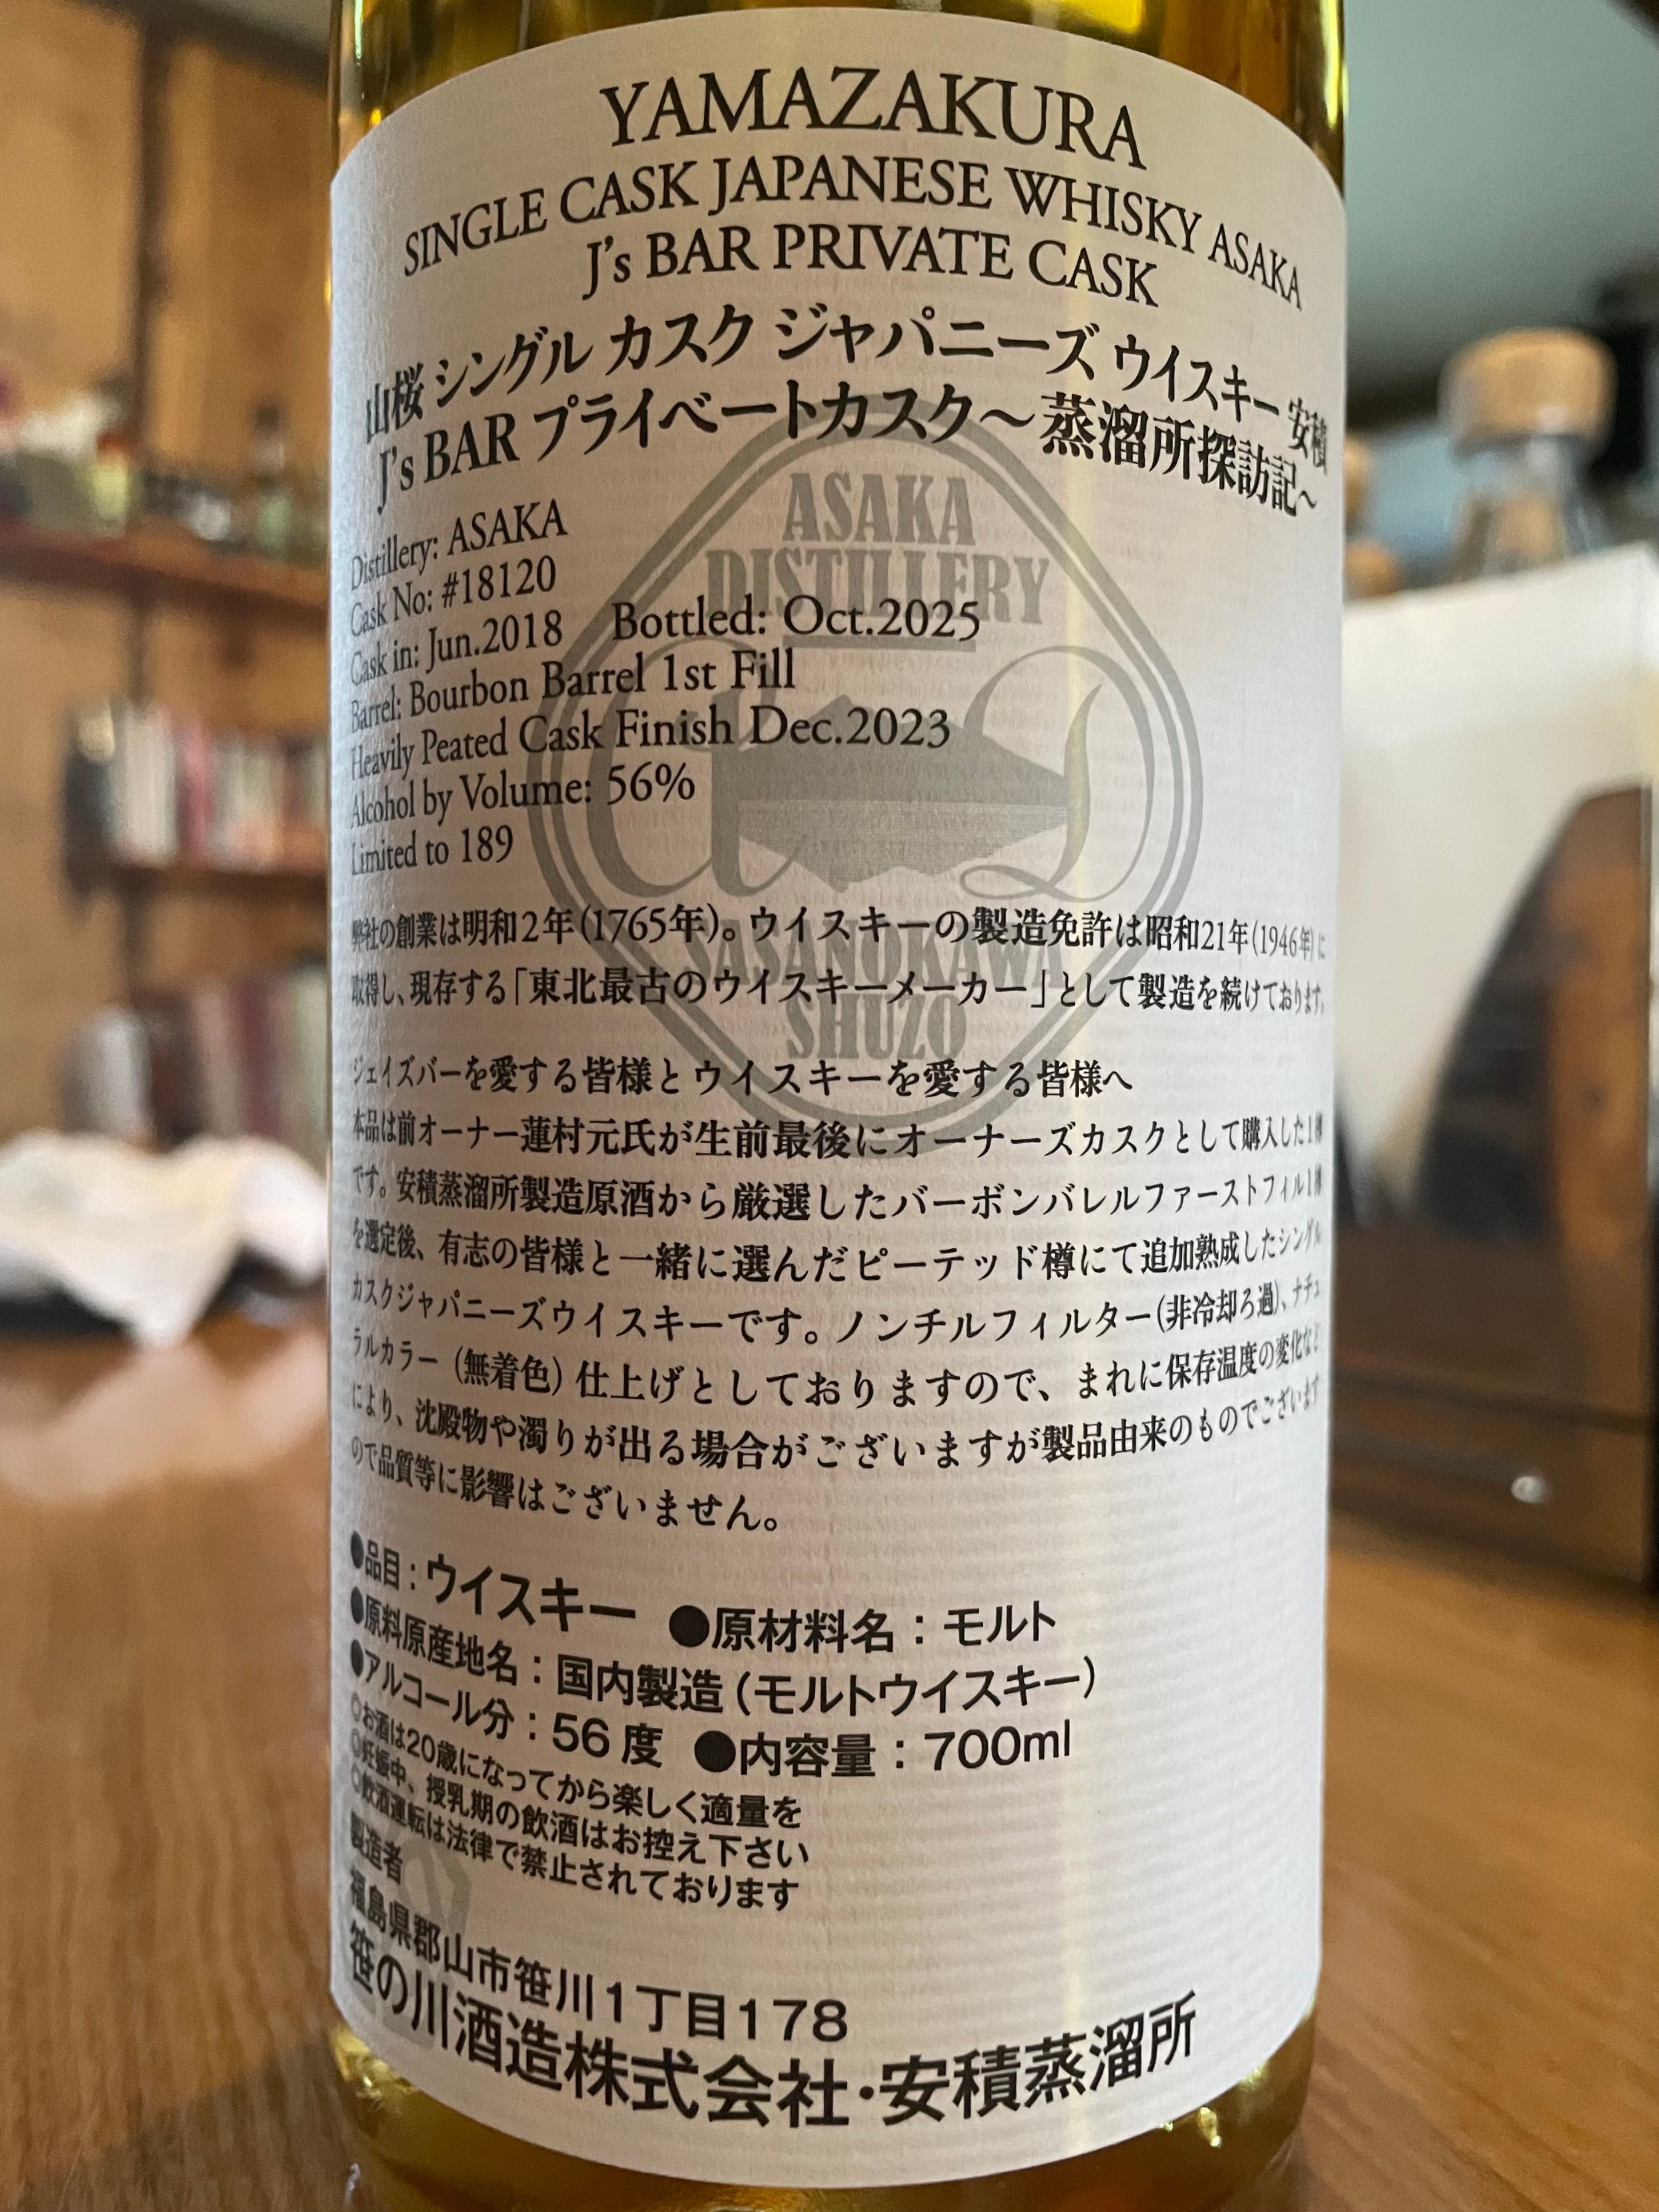 YAMAZAKURA
SINGLE CASK JAPANESE WHISKY ASAKA
J's BAR PRIVATE CASK
山桜 シングル カスク ジャパニーズ ウイスキー 安積
J's BAR プライベートカスク～蒸溜所探訪記～
ASAKA
DISTILLERY
Distillery: ASAKA
Cask No: #18120
Cask in: Jun.2018 Bottled: Oct.2025
Barrel: Bourbon Barrel 1st Fill
Heavily Peated Cask Finish Dec.2023
Alcohol by Volume: 56%
Limited to 189
SASANOKAWA
SHUZO
弊社の創業は明和2年(1765年)。ウイスキーの製造免許は昭和21年(1946年)に
取得し、現存する「東北最古のウイスキーメーカー」として製造を続けております。
ジェイズバーを愛する皆様とウイスキーを愛する皆様へ
本品は前オーナー蓮村元氏が生前最後にオーナーズカスクとして購入した1樽
です。安積蒸溜所製造原酒から厳選したバーボンバレルファーストフィル1樽
を選定後、有志の皆様と一緒に選んだピーテッド樽にて追加熟成したシングル
カスクジャパニーズウイスキーです。ノンチルフィルター(非冷却ろ過)、ナチュ
ラルカラー (無着色) 仕上げとしておりますので、まれに保存温度の変化など
により、沈殿物や濁りが出る場合がございますが製品由来のものでございます
ので品質等に影響はございません。
●品目：ウイスキー ●原材料名：モルト
●原料原産地名：国内製造 (モルトウイスキー)
●アルコール分：56 度 ●内容量：700ml
○お酒は20歳になってから楽しく適量を
○妊娠中、授乳期の飲酒はお控え下さい
○飲酒運転は法律で禁止されております
製造者
福島県郡山市笹川1丁目178
笹の川酒造株式会社・安積蒸溜所